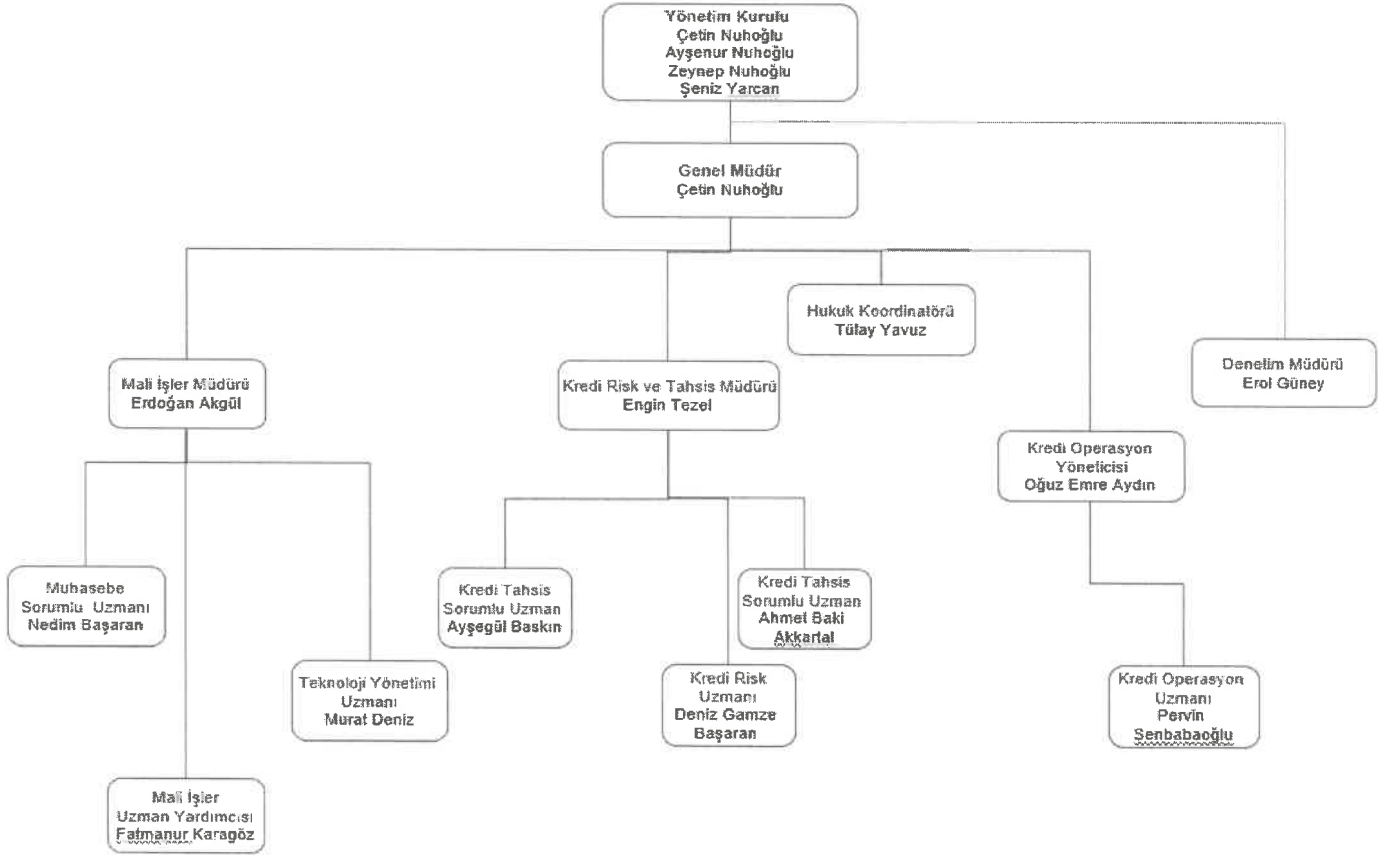 Yönetim Kurulu
Çetin Nuhoğlu
Ayşenur Nuhoğlu
Zeynep Nuhoğlu
Şeniz Yarcan
Genel Müdür
Çetin Nuhoğlu
Hukuk Koordinatörü
Tülay Yavuz
Denetim Müdürü
Erol Güney
Mali İşler Müdürü
Erdoğan Akgül
Kredi Risk ve Tahsis Müdürü
Engin Tezel
Kredi Operasyon
Yöneticisi
Oğuz Emre Aydın
Muhasebe
Sorumlu Uzmanı
Nedim Başaran
Kredi Tahsis
Sorumlu Uzman
Ayşegül Baskın
Kredi Tahsis
Sorumlu Uzman
Ahmet Baki
Akkartal
Teknoloji Yönetimi
Uzmanı
Murat Deniz
Kredi Risk
Uzmanı
Deniz Gamze
Başaran
Kredi Operasyon
Uzmanı
Pervin
Senbabaoğlu
Mali İşler
Uzman Yardımcısı
Fatmanur Karagöz